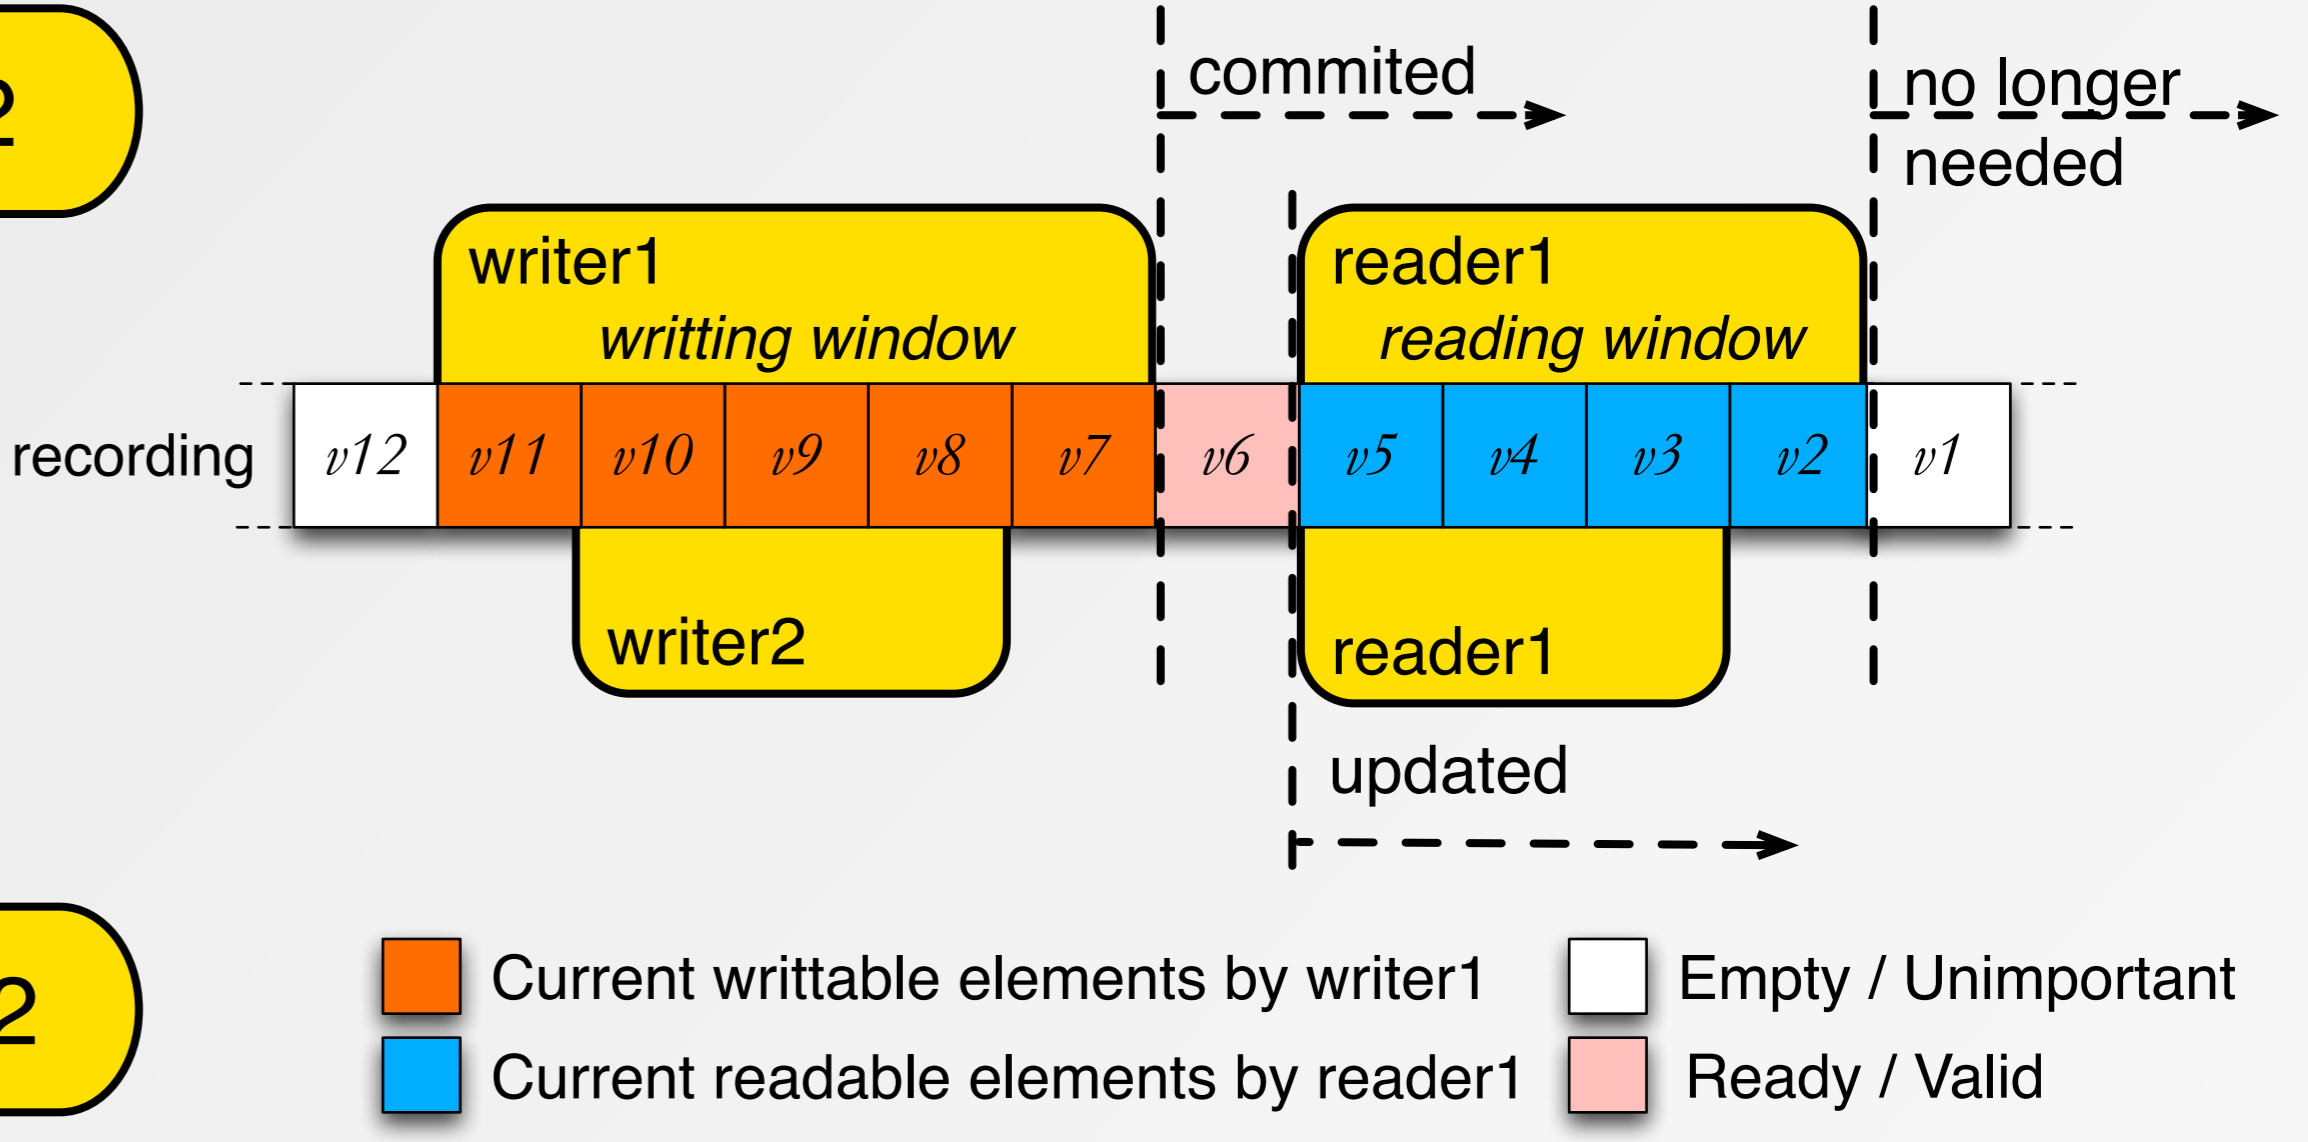 2
commited
no longer
needed
writer1
writting window
reader1
reading window
recording
v12 v11 v10 v9 v8 v7 v6 v5 v4 v3 v2 v1
writer2
reader1
updated
2
Current writtable elements by writer1
Empty / Unimportant
Current readable elements by reader1
Ready / Valid